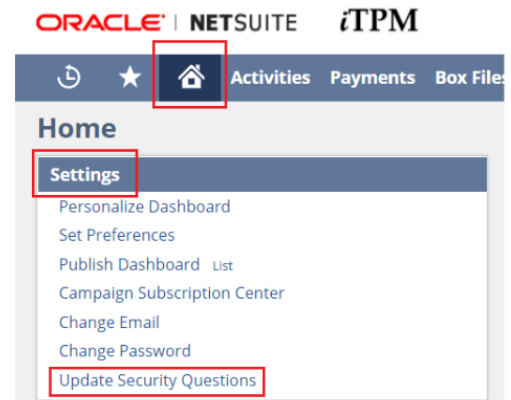 ORACLE | NETSUITE iTPM
Activities Payments Box Files
Home
Settings
Personalize Dashboard
Set Preferences
Publish Dashboard List
Campaign Subscription Center
Change Email
Change Password
Update Security Questions